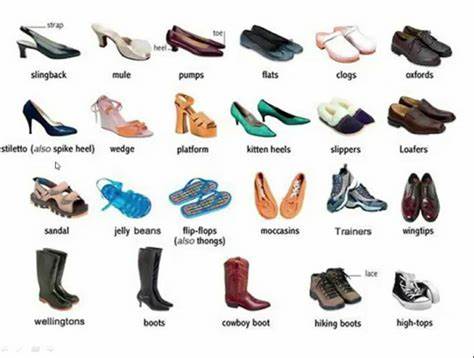 strap
toe
heel
slingback mule pumps flats clogs oxfords
stiletto (also spike heel) wedge platform kitten heels slippers Loafers
sandal jelly beans flip-flops moccasins Trainers wingtips
(also thongs)
lace
wellingtons boots cowboy boot hiking boots high-tops